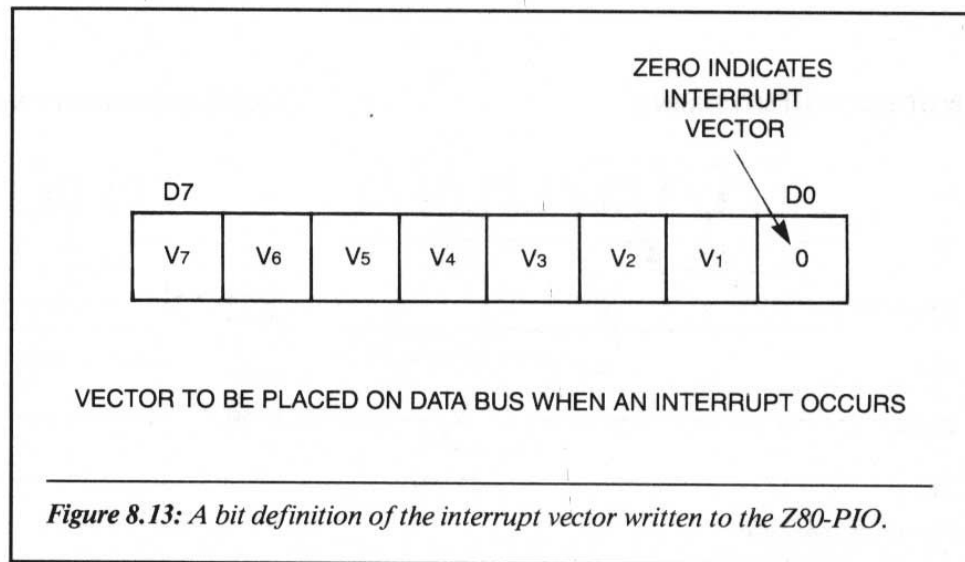 ZERO INDICATES
INTERRUPT
VECTOR
D7 D0
V7 V6 V5 V4 V3 V2 V1 0
VECTOR TO BE PLACED ON DATA BUS WHEN AN INTERRUPT OCCURS
Figure 8.13: A bit definition of the interrupt vector written to the Z80-PIO.